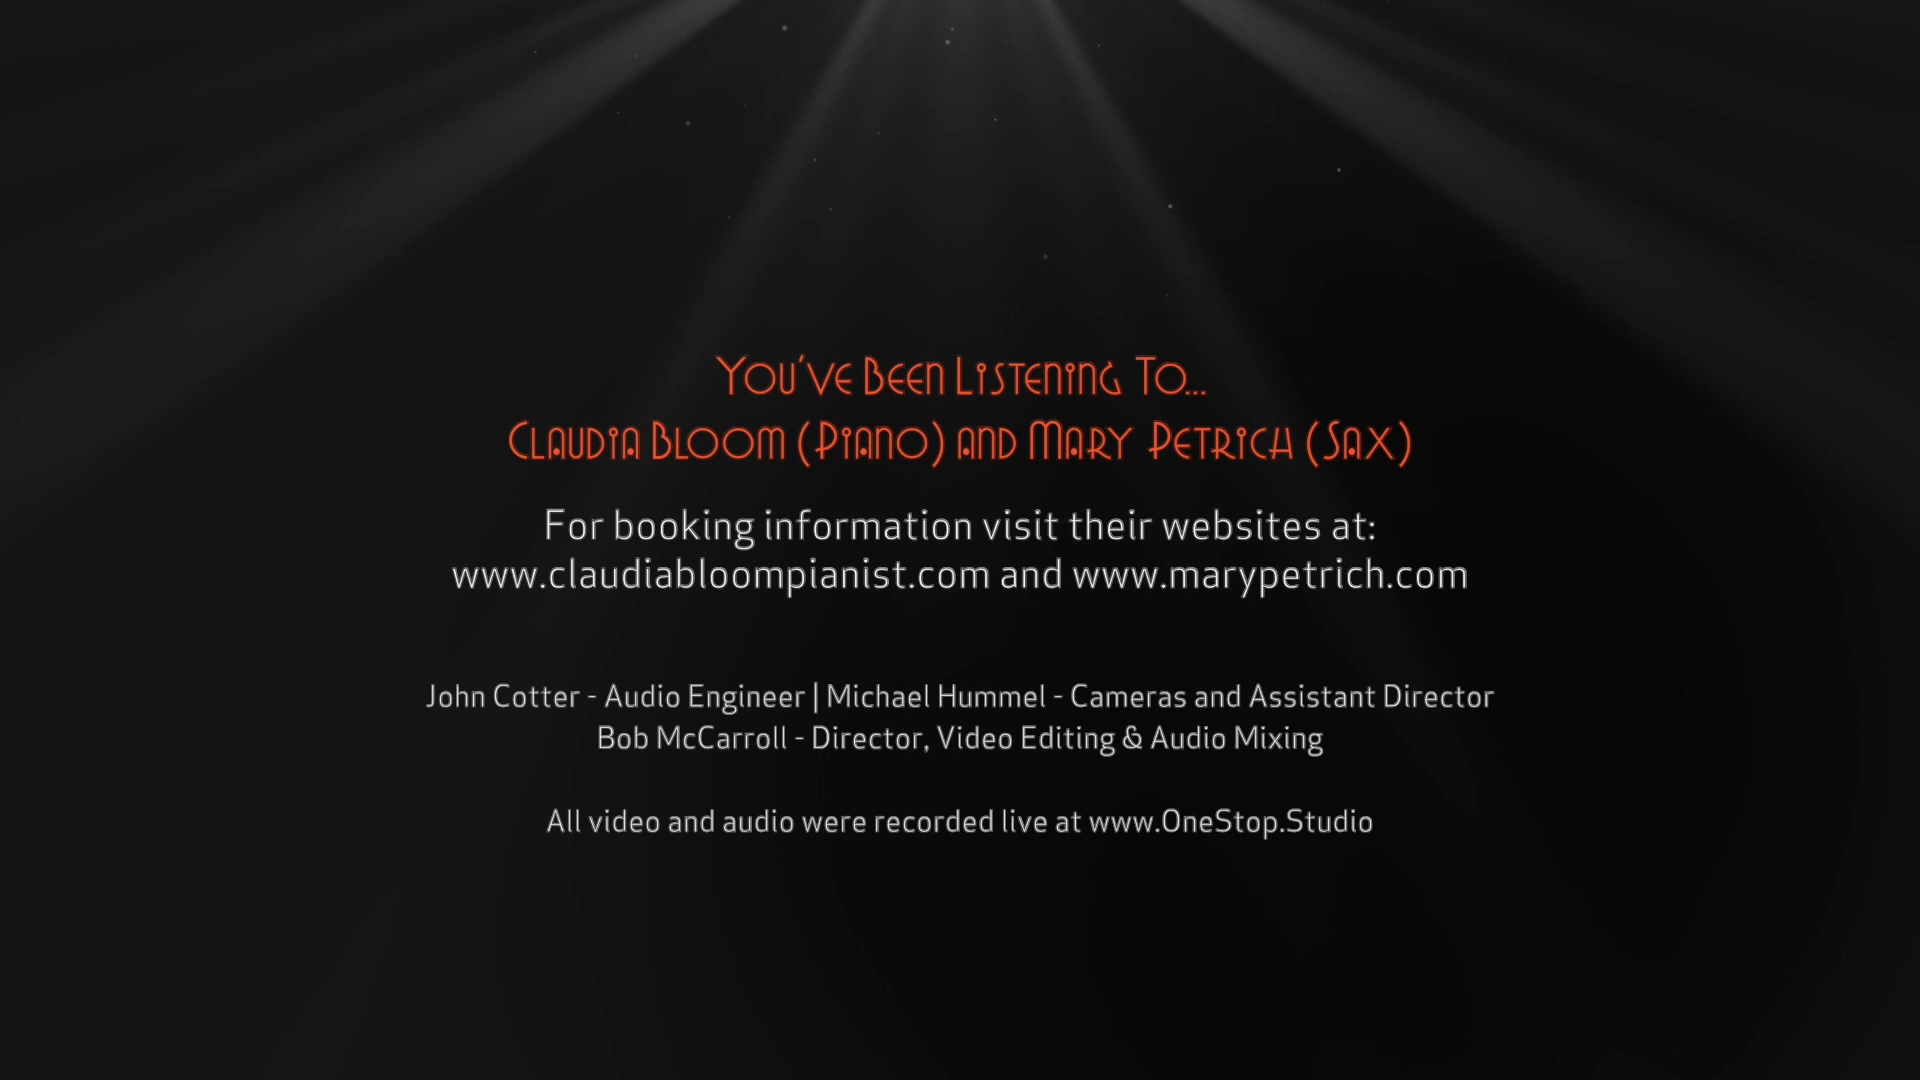 You've Been Listening To...
Claudia Bloom (Piano) and Mary Petrich (Sax)
For booking information visit their websites at:
www.claudiabloompianist.com and www.marypetrich.com
John Cotter - Audio Engineer | Michael Hummel - Cameras and Assistant Director
Bob McCarroll - Director, Video Editing & Audio Mixing
All video and audio were recorded live at www.OneStop.Studio